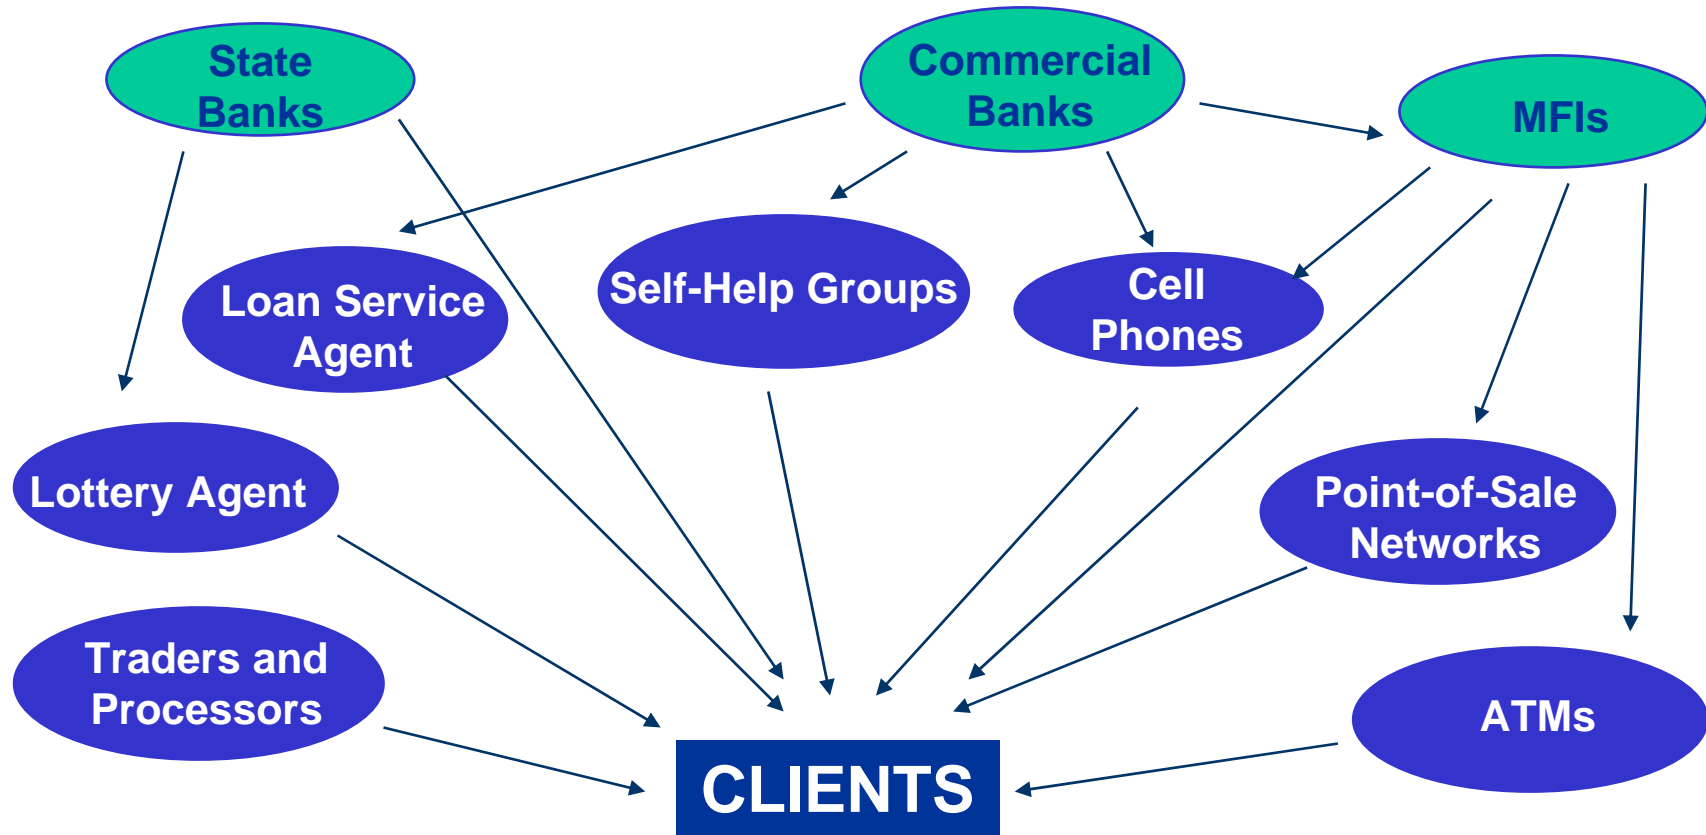 State
Banks
Commercial
Banks
MFIs
Loan Service
Agent
Self-Help Groups
Cell
Phones
Lottery Agent
Point-of-Sale
Networks
Traders and
Processors
ATMs
CLIENTS